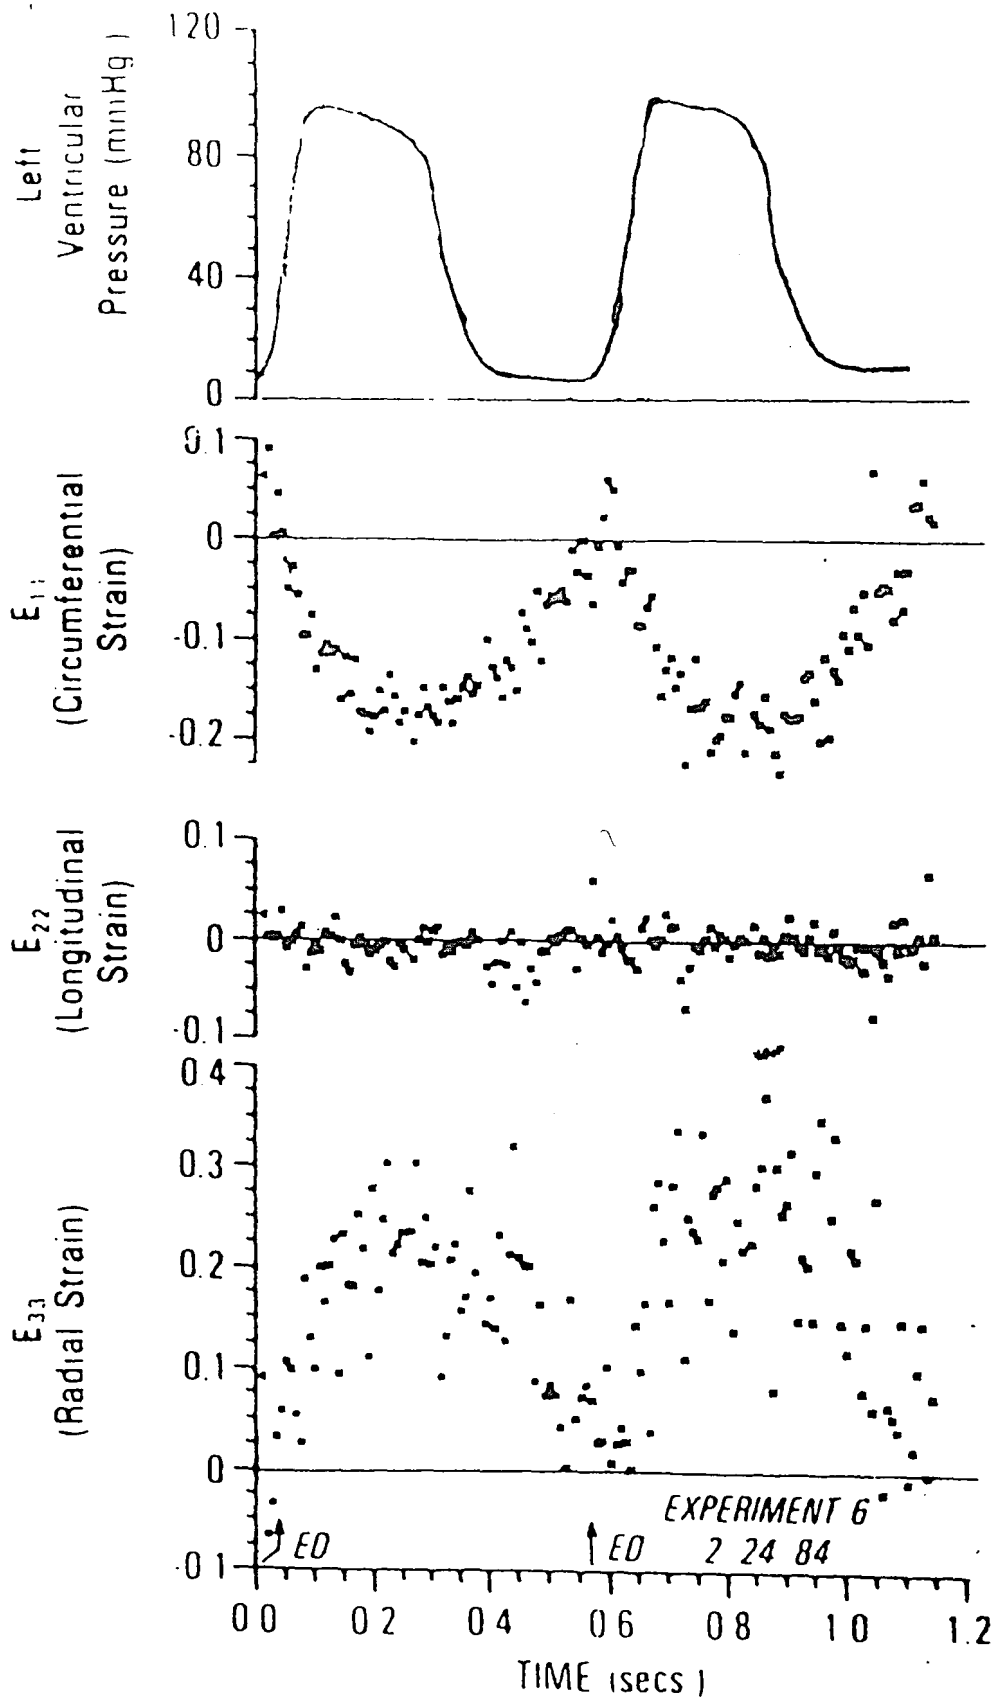 120
80
40
0
Left
Ventricular
Pressure (mmHg)
0.1
0
-0.1
-0.2
E11
(Circumferential
Strain)
0.1
0
-0.1
E22
(Longitudinal
Strain)
0.4
0.3
0.2
0.1
0
-0.1
E33
(Radial Strain)
ED
ED
EXPERIMENT 6
2 24 84
0.0 0.2 0.4 0.6 0.8 1.0 1.2
TIME (secs)